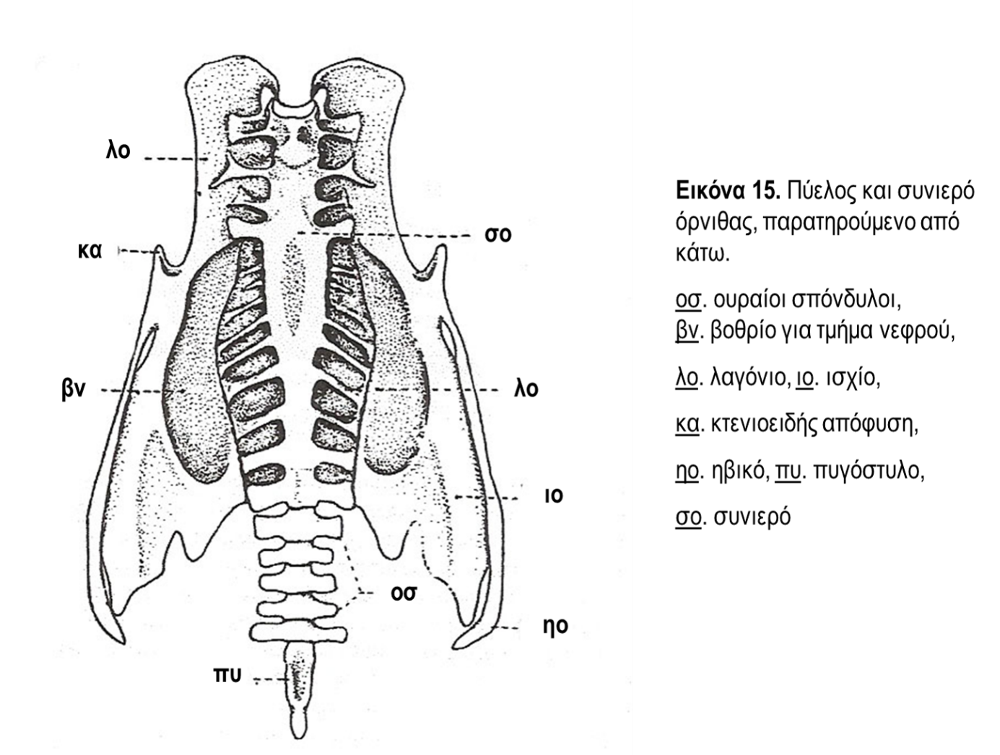 λο
κα
βν
πυ
σο
λο
ιο
οσ
ηο
Εικόνα 15. Πύελος και συνιερό
όρνιθας, παρατηρούμενο από
κάτω.
οσ. ουραίοι σπόνδυλοι,
βν. βοθρίο για τμήμα νεφρού,
λο. λαγόνιο, ιο. ισχίο,
κα. κτενιοειδής απόφυση,
ηο. ηβικό, πυ. πυγόστυλο,
σο. συνιερό